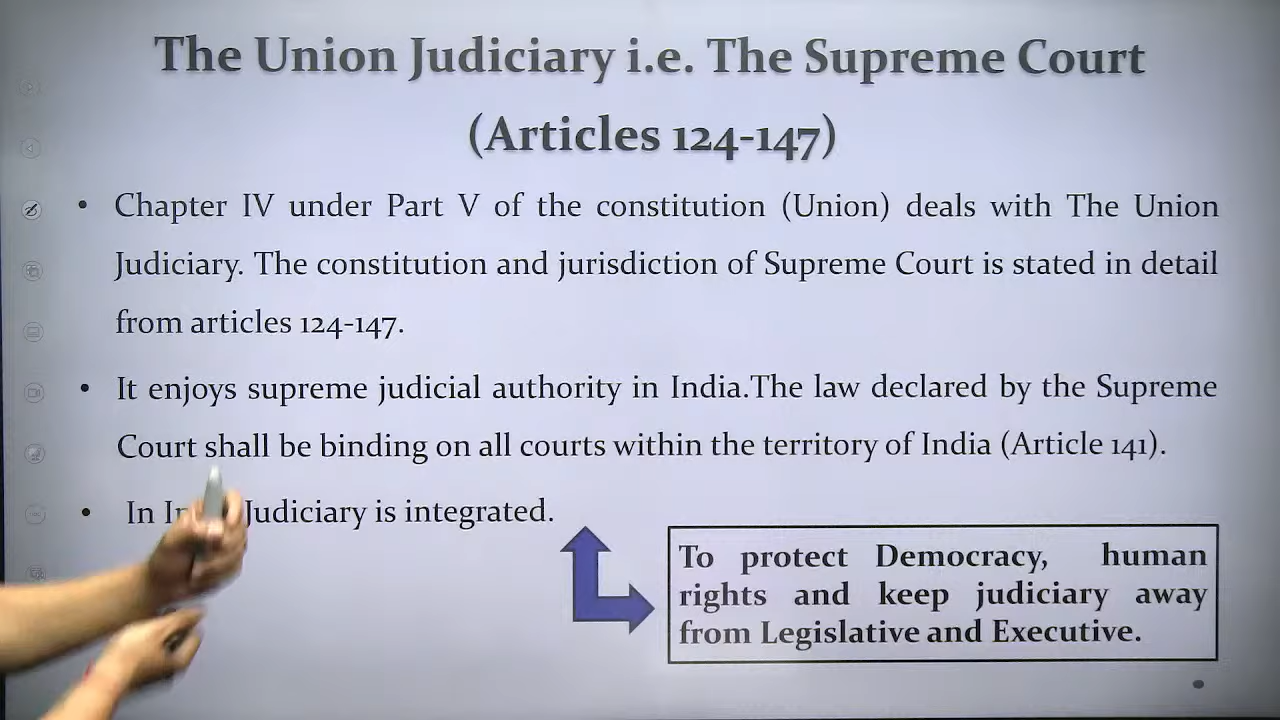 The Union Judiciary i.e. The Supreme Court
(Articles 124-147)
• Chapter IV under Part V of the constitution (Union) deals with The Union
Judiciary. The constitution and jurisdiction of Supreme Court is stated in detail
from articles 124-147.
• It enjoys supreme judicial authority in India.The law declared by the Supreme
Court shall be binding on all courts within the territory of India (Article 141).
• In Judiciary is integrated.
To protect Democracy, human
rights and keep judiciary away
from Legislative and Executive.